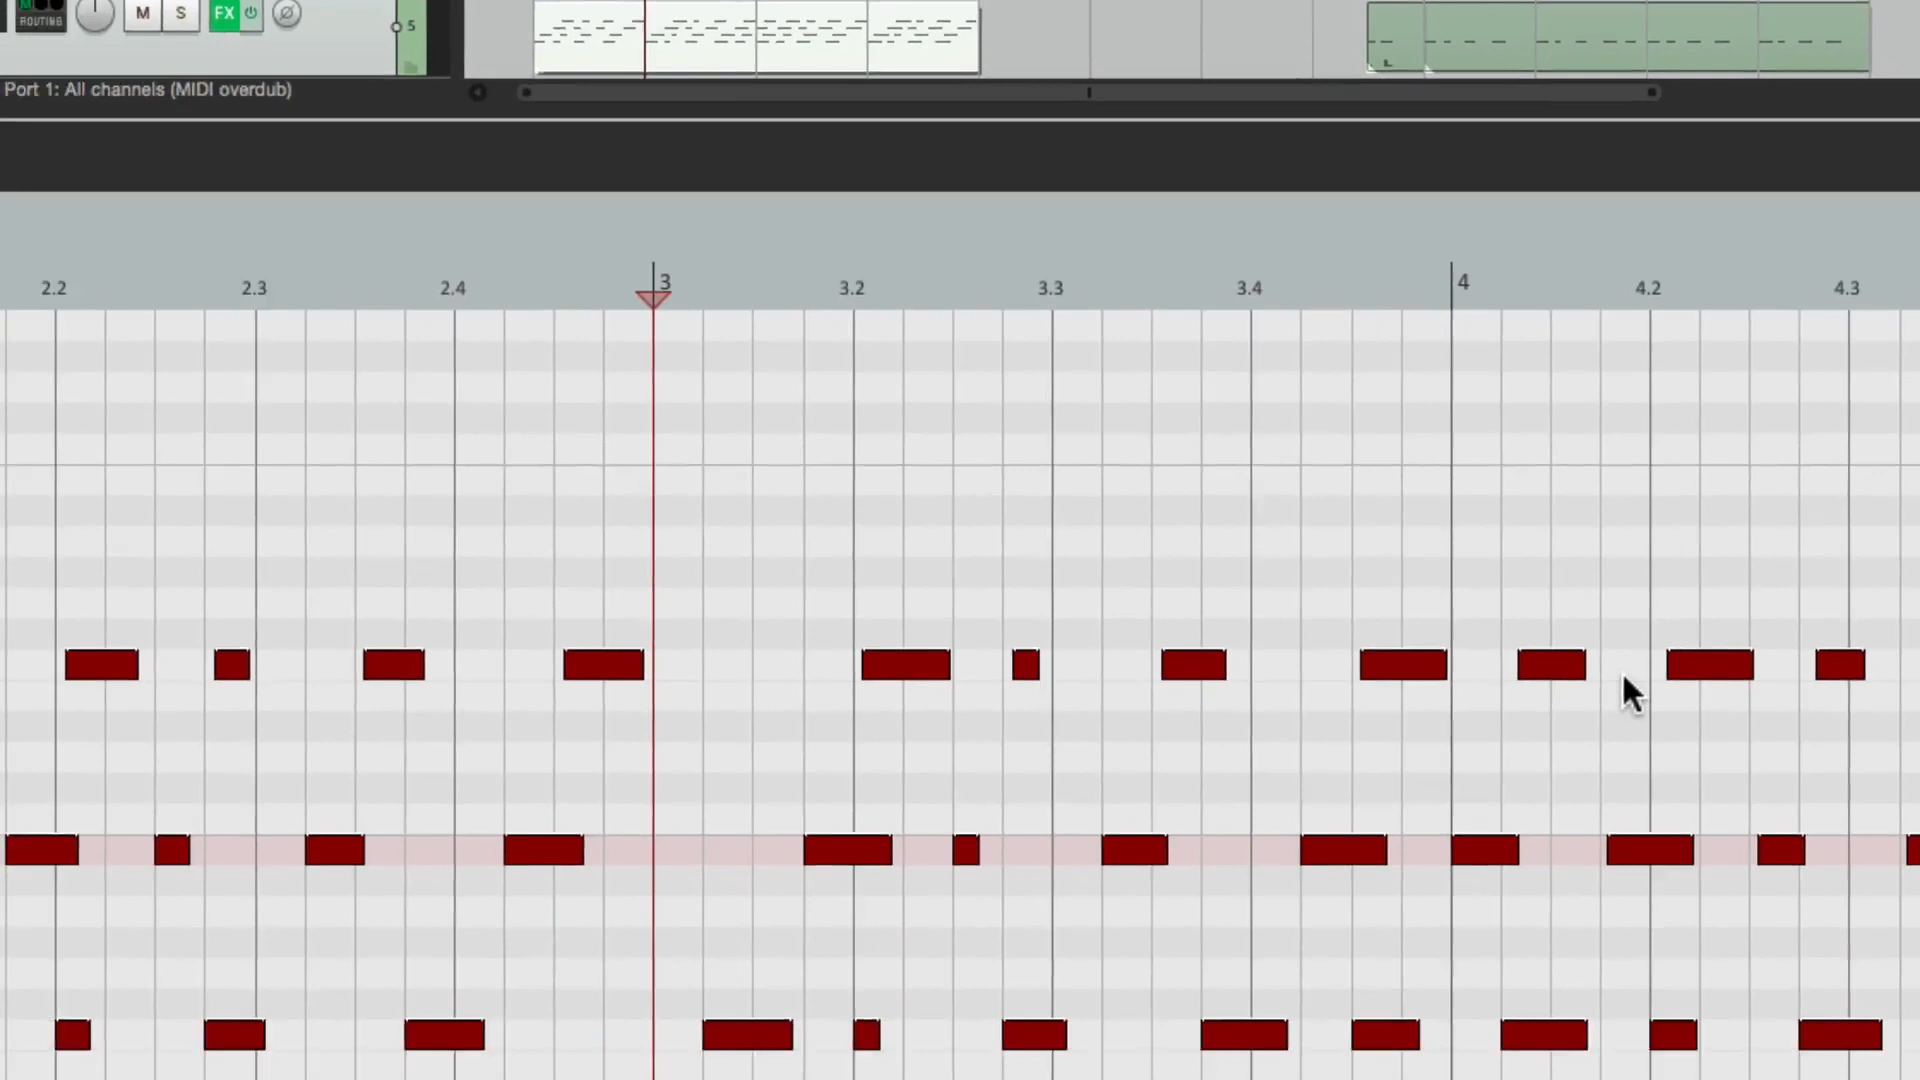 ROUTING M S FX 5
Port 1: All channels (MIDI overdub)
2.2 2.3 2.4 3 3.2 3.3 3.4 4 4.2 4.3